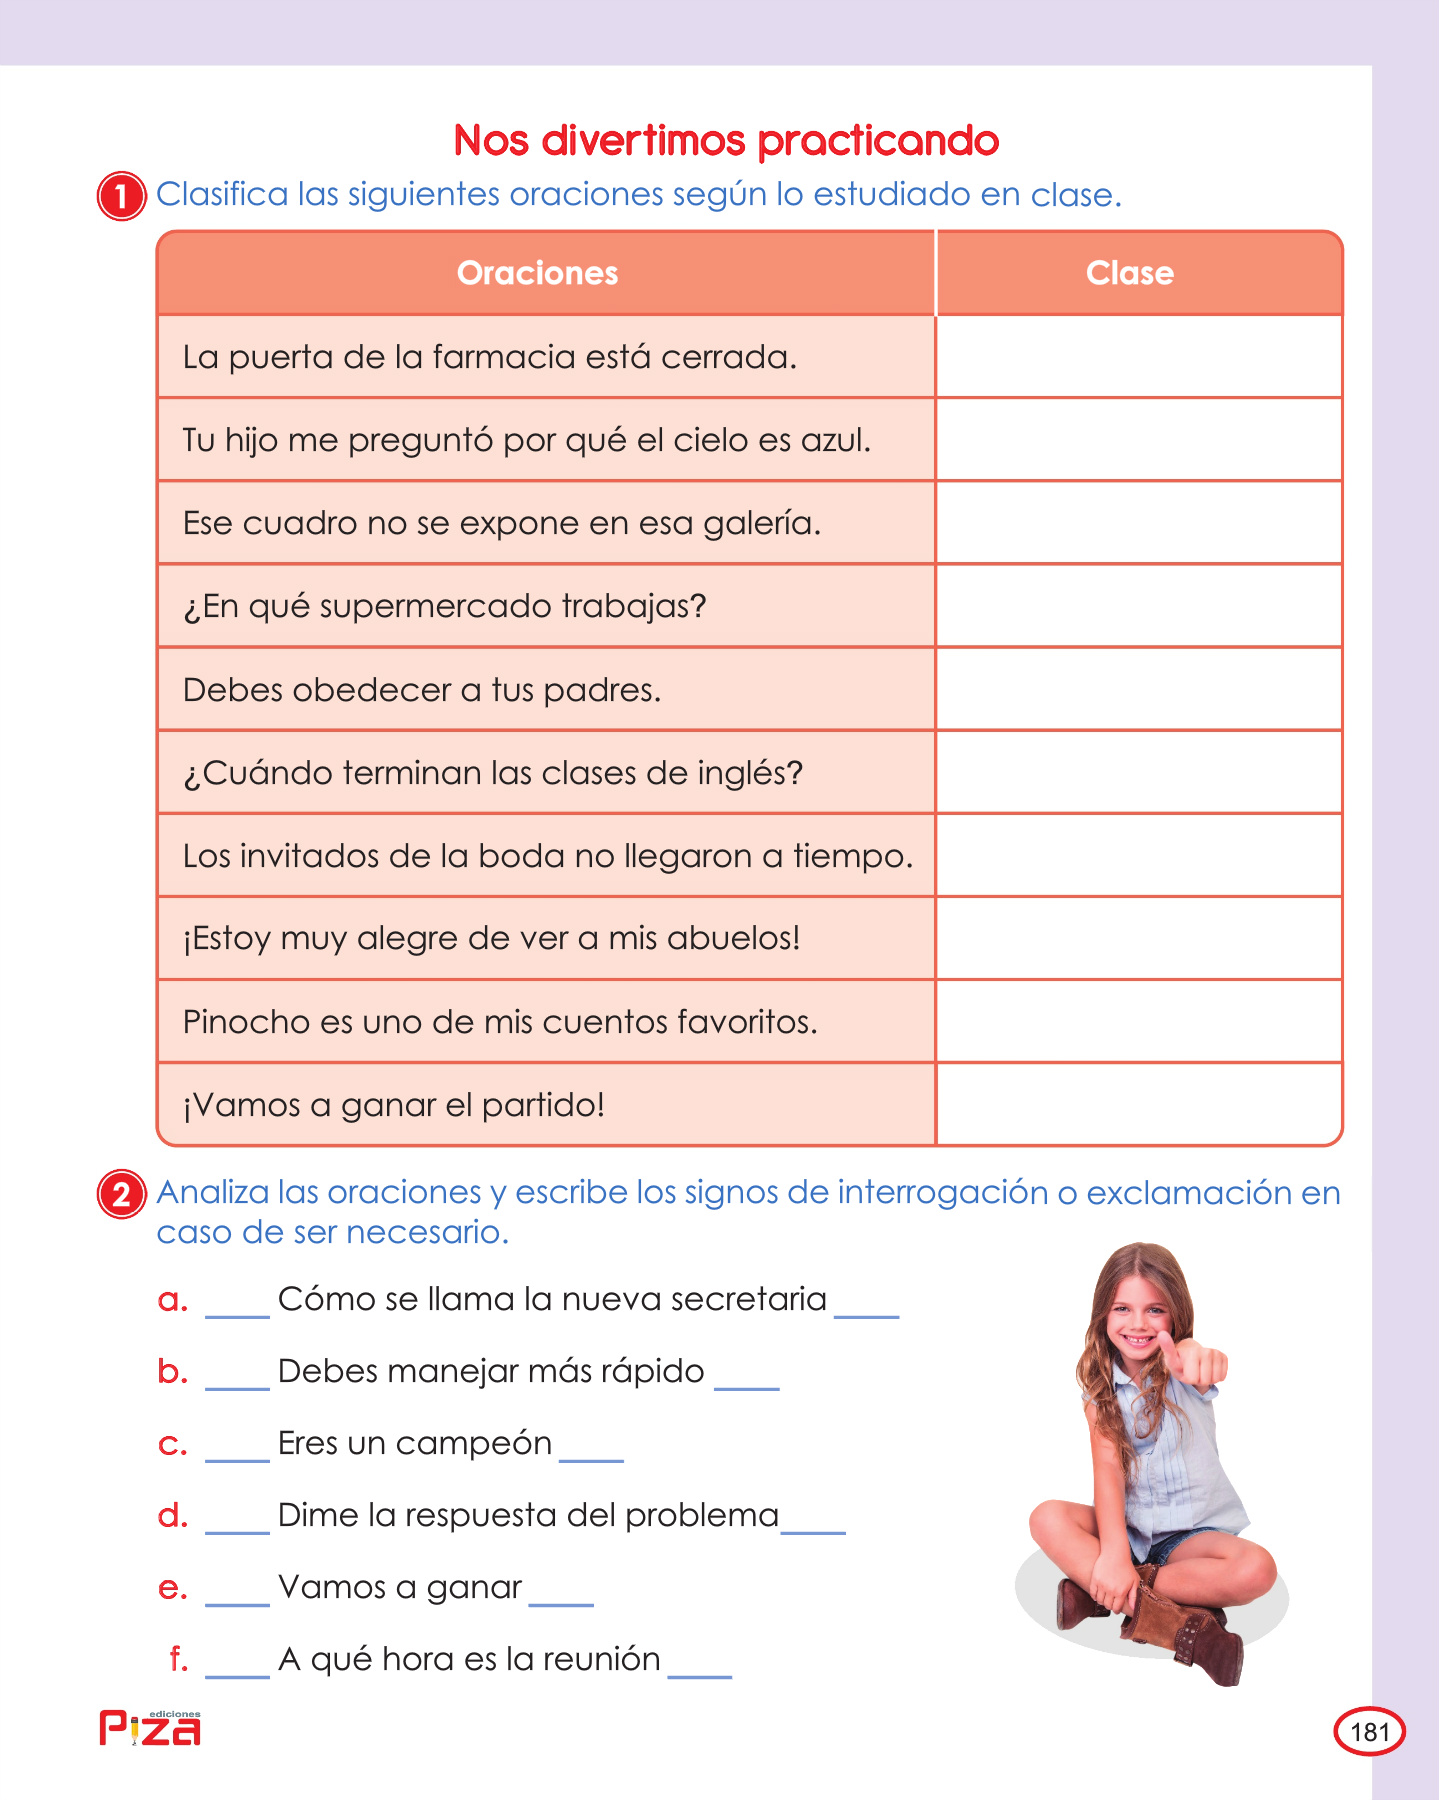 Nos divertimos practicando
1 Clasifica las siguientes oraciones según lo estudiado en clase.
Oraciones Clase
La puerta de la farmacia está cerrada.
Tu hijo me preguntó por qué el cielo es azul.
Ese cuadro no se expone en esa galería.
¿En qué supermercado trabajas?
Debes obedecer a tus padres.
¿Cuándo terminan las clases de inglés?
Los invitados de la boda no llegaron a tiempo.
¡Estoy muy alegre de ver a mis abuelos!
Pinocho es uno de mis cuentos favoritos.
¡Vamos a ganar el partido!
2 Analiza las oraciones y escribe los signos de interrogación o exclamación en
caso de ser necesario.
a. ____ Cómo se llama la nueva secretaria ____
b. ____ Debes manejar más rápido ____
c. ____ Eres un campeón ____
d. ____ Dime la respuesta del problema ____
e. ____ Vamos a ganar ____
f. ____ A qué hora es la reunión ____
ediciones
Piza
181